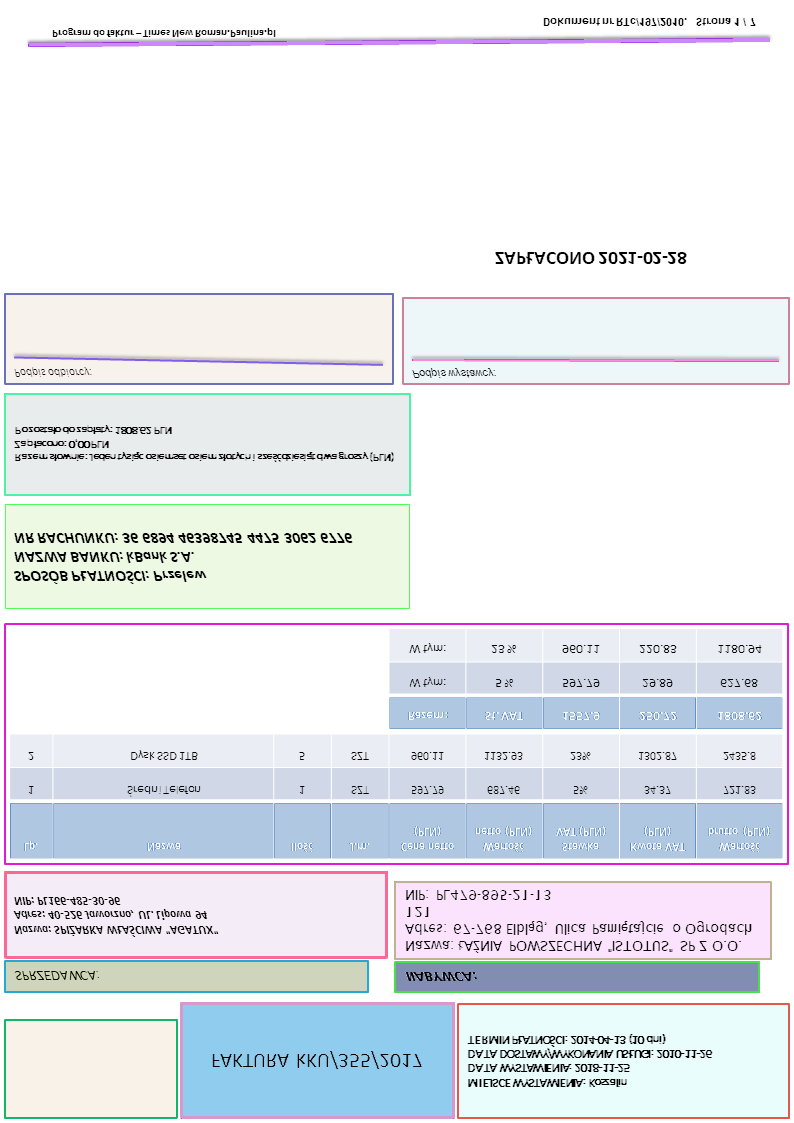 FAKTURA KKU/355/2017
MIEJSCE WYSTAWIENIA: Koszalin
DATA WYSTAWIENIA: 2018-11-25
DATA DOSTAWY/WYKONANIA USŁUGI: 2010-11-26
TERMIN PŁATNOŚCI: 2014-04-13 (10 dni)
SPRZEDAWCA:
Nazwa: SPIŻARKA WŁAŚCIWA "AGATUX"
Adres: 40-526 Jaworzno, UL. Lipowa 94
NIP: PL166-485-30-96
NABYWCA:
Nazwa: ŁAŹNIA POWSZECHNA "ISTOTUS" SP Z O.O.
Adres: 67-768 Elbląg, Ulica Pamiętajcie o Ogrodach
121
NIP: PL479-895-21-13
Lp. Nazwa Ilość J.m. Cena netto Wartość Stawka Kwota VAT Wartość
(PLN) netto (PLN) VAT (PLN) (PLN) brutto (PLN)
1 Średni Telefon 1 SZT 597.79 687.46 5% 34.37 721.83
2 Dysk SSD 1TB 5 SZT 960.11 1132.93 23% 1302.87 2435.8
Razem: St. VAT 1557.9 250.72 1808.62
W tym: 5 % 597.79 29.89 627.68
W tym: 23 % 960.11 220.83 1180.94
SPOSÓB PŁATNOŚCI: Przelew
NAZWA BANKU: kBank S.A.
NR RACHUNKU: 36 6894 46398745 4475 3062 6776
Razem słownie: Jeden tysiąc osiemset osiem złotych i sześćdziesiąt dwa groszy (PLN)
Zapłacono: 0,00 PLN
Pozostało do zapłaty: 1808.62 PLN
Podpis odbiorcy:
Podpis wystawcy:
ZAPŁACONO 2021-02-28
Program do faktur – Times New Roman.Paulina.pl
Dokument nr RTc/197/2010. Strona 1 / 7